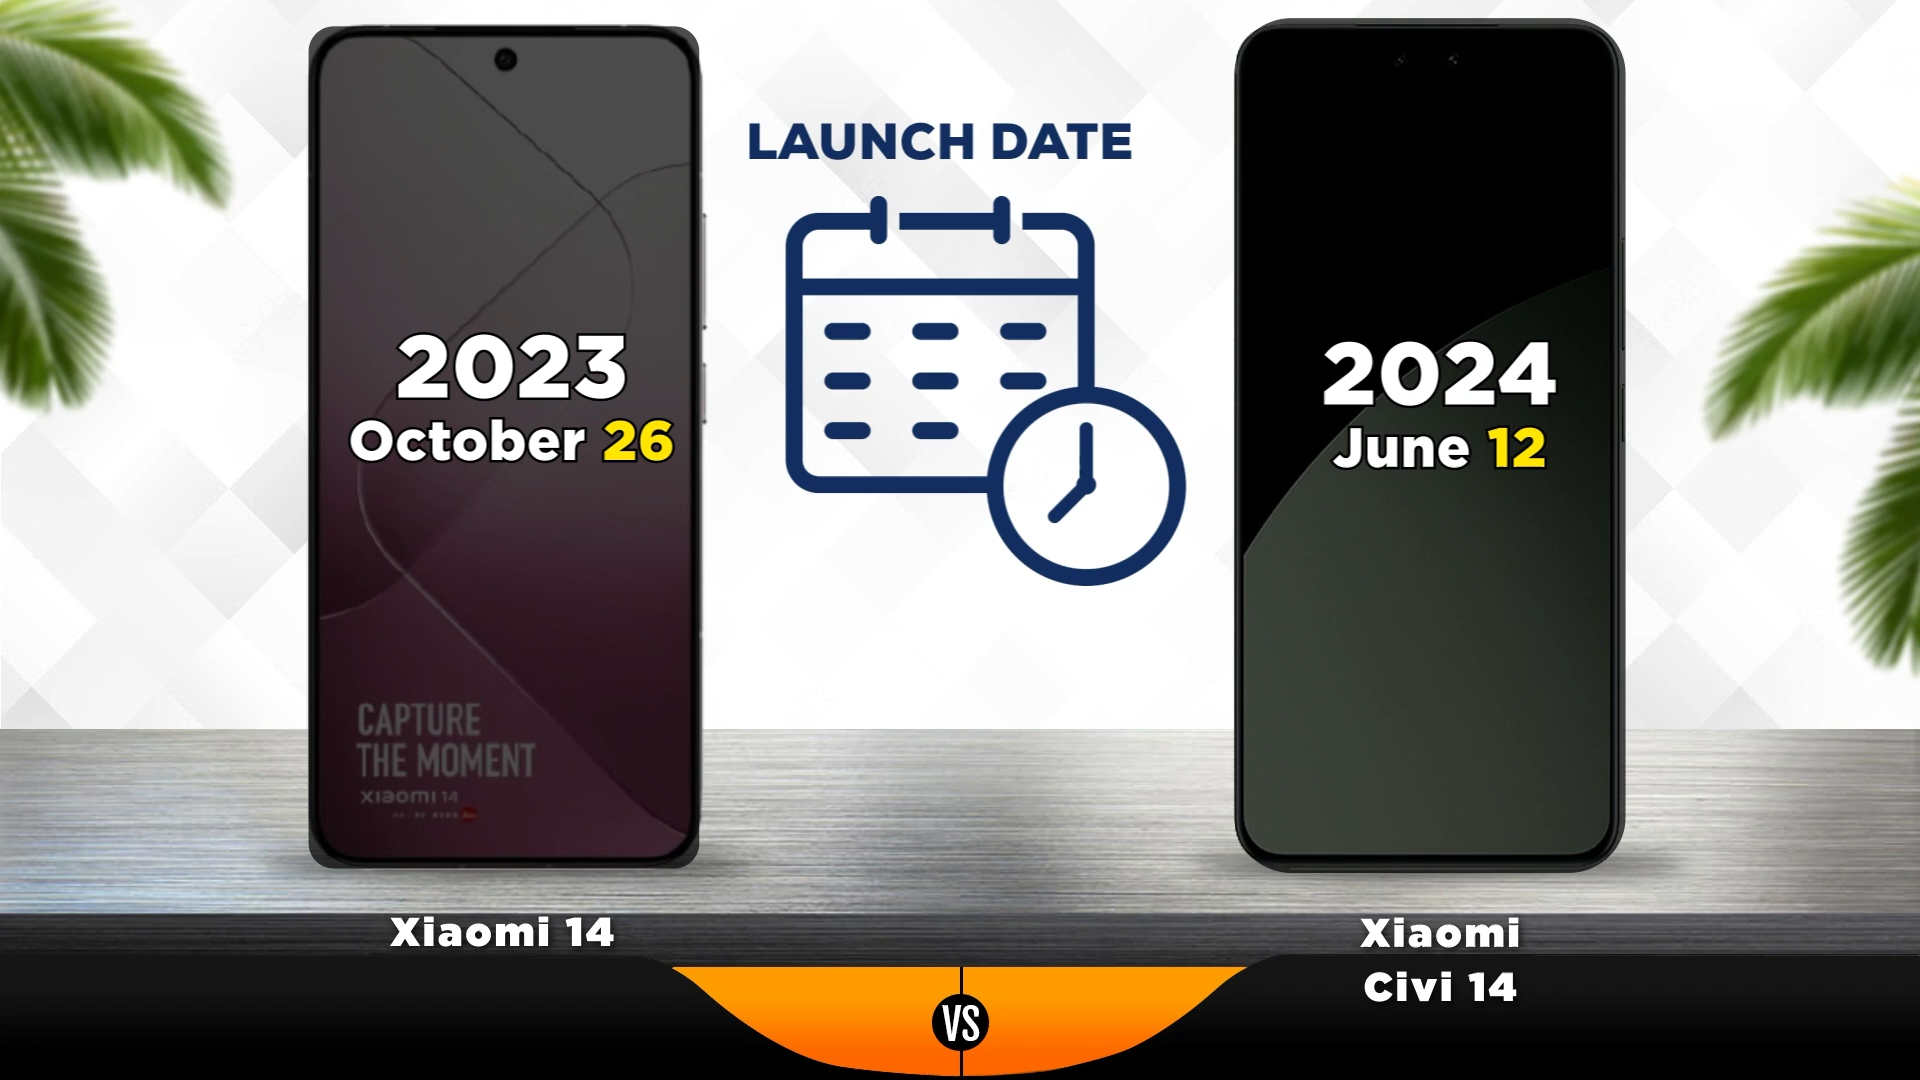 LAUNCH DATE
2023
October 26
CAPTURE
THE MOMENT
xiaomi 14
2024
June 12
Xiaomi 14
Xiaomi
Civi 14
VS